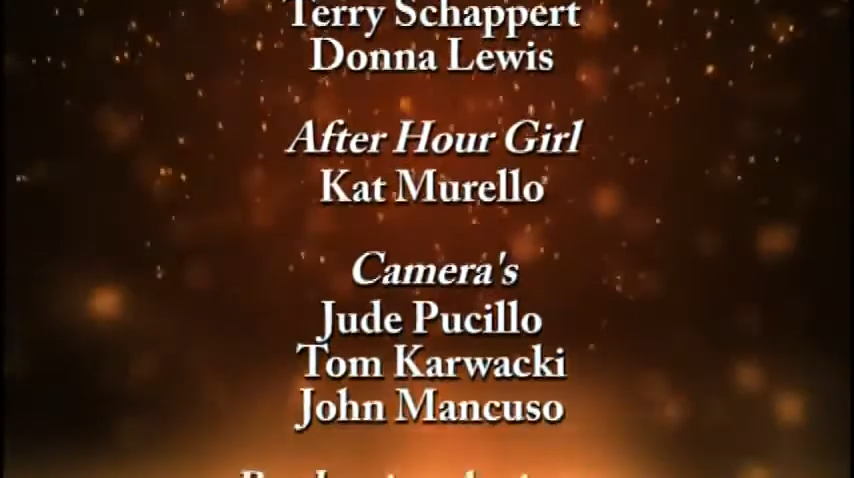 Terry Schappert
Donna Lewis
After Hour Girl
Kat Murello
Camera's
Jude Pucillo
Tom Karwacki
John Mancuso